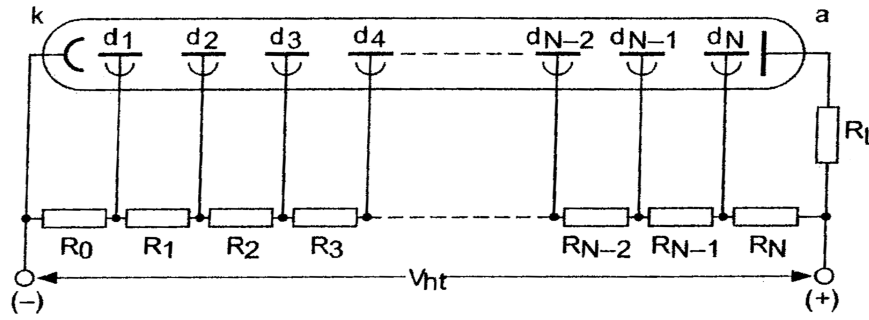 k a
d1 d2 d3 d4 dN–2 dN–1 dN
RL
R0 R1 R2 R3 RN–2 RN–1 RN
Vht
(–) (+)